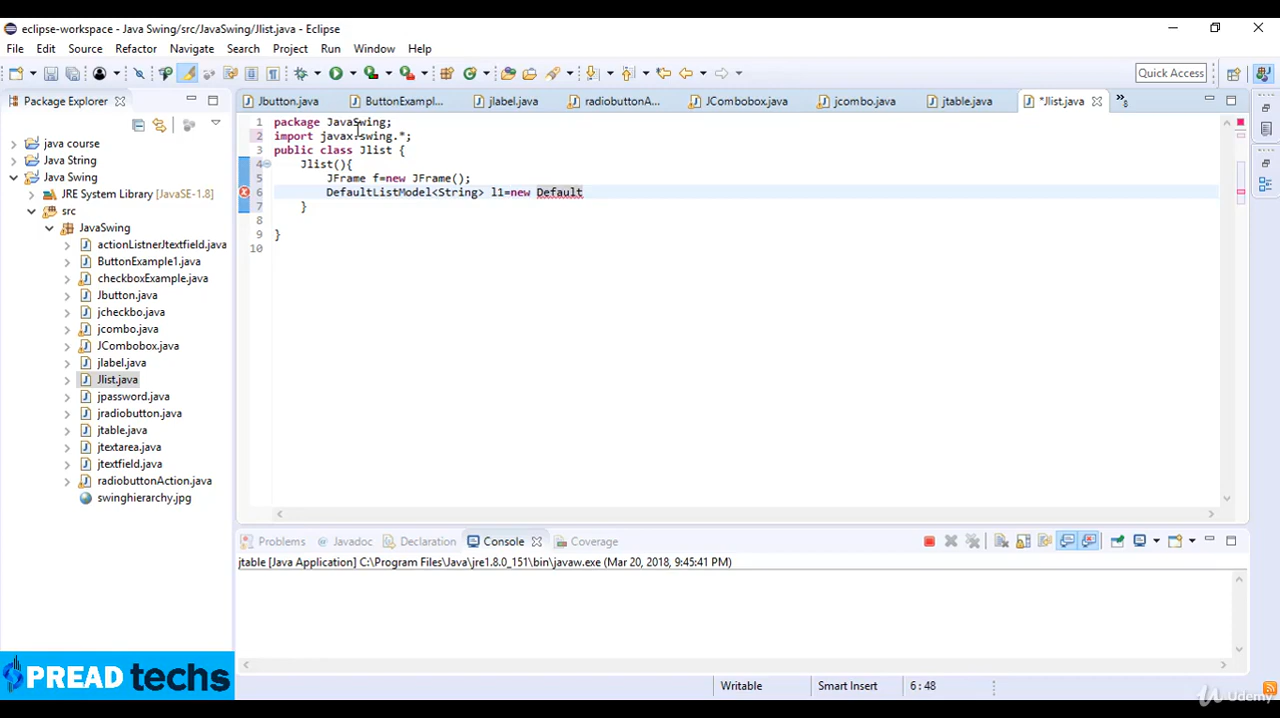 eclipse-workspace - Java Swing/src/JavaSwing/Jlist.java - Eclipse
File Edit Source Refactor Navigate Search Project Run Window Help
Quick Access
Package Explorer
Jbutton.java ButtonExampl... jlabel.java radiobuttonA... JCombobox.java jcombo.java jtable.java *Jlist.java
java course
Java String
Java Swing
JRE System Library [JavaSE-1.8]
src
JavaSwing
actionListnerJtextfield.java
ButtonExample1.java
checkboxExample.java
Jbutton.java
jcheckbo.java
jcombo.java
JCombobox.java
jlabel.java
Jlist.java
jpassword.java
jradiobutton.java
jtable.java
jtextarea.java
jtextfield.java
radiobuttonAction.java
swinghierarchy.jpg
1 package JavaSwing;
2 import javax.swing.*;
3 public class Jlist {
4 Jlist(){
5 JFrame f=new JFrame();
6 DefaultListModel<String> l1=new Default
7 }
8
9 }
10
Problems Javadoc Declaration Console Coverage
jtable [Java Application] C:\Program Files\Java\jre1.8.0_151\bin\javaw.exe (Mar 20, 2018, 9:45:41 PM)
Writable Smart Insert 6 : 48
SPREAD techs
Udemy